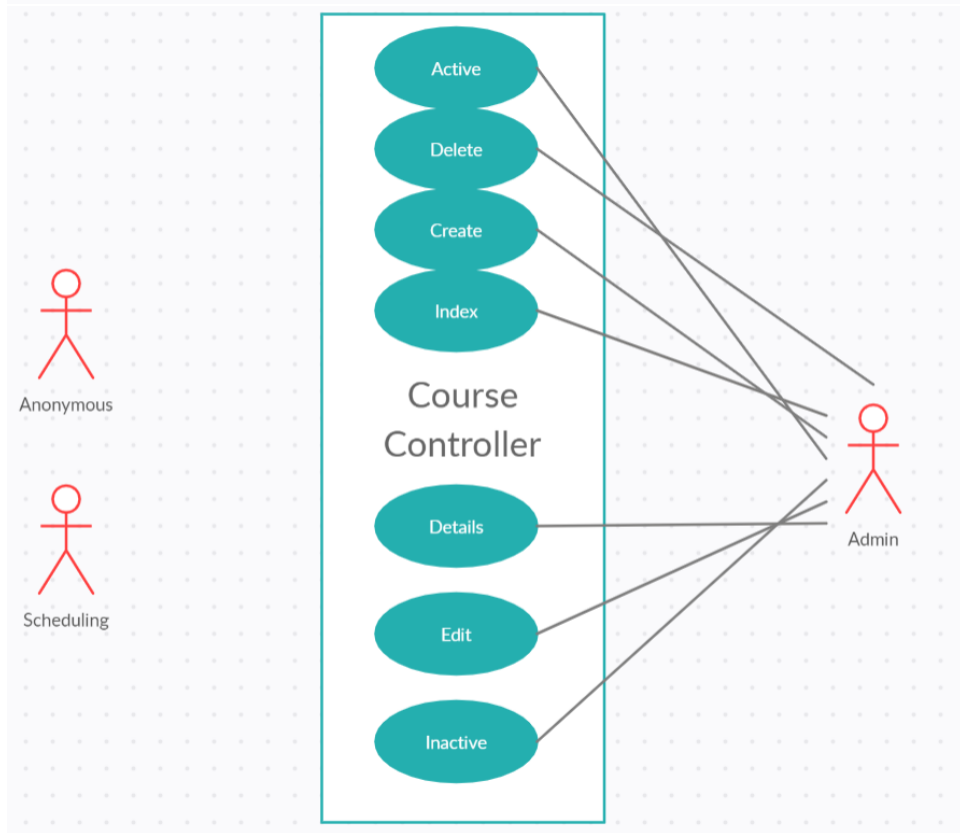 Active
Delete
Create
Index
Anonymous
Course
Controller
Admin
Details
Scheduling
Edit
Inactive